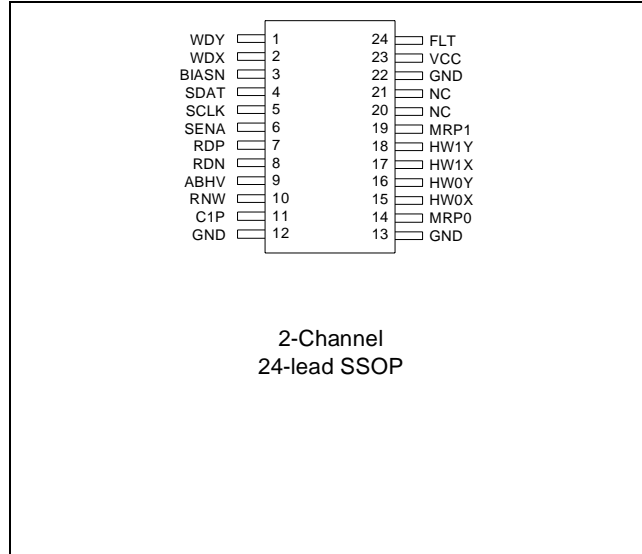 WDY 1 24 FLT
WDX 2 23 VCC
BIASN 3 22 GND
SDAT 4 21 NC
SCLK 5 20 NC
SENA 6 19 MRP1
RDP 7 18 HW1Y
RDN 8 17 HW1X
ABHV 9 16 HW0Y
RNW 10 15 HW0X
C1P 11 14 MRP0
GND 12 13 GND
2-Channel
24-lead SSOP